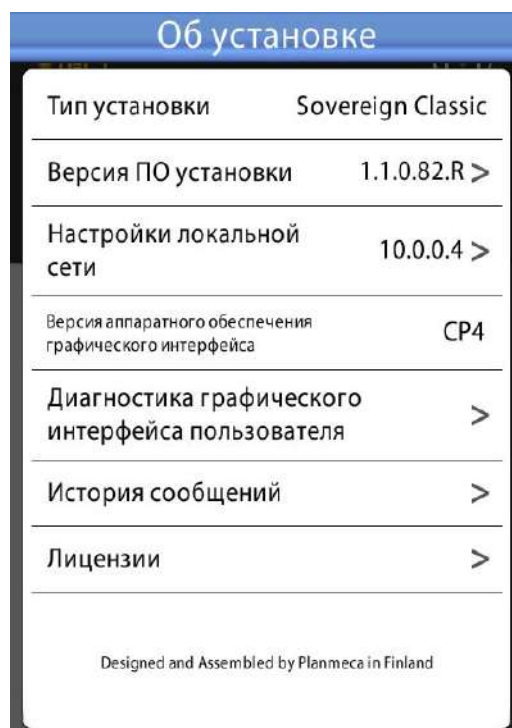 Об установке
Тип установки Sovereign Classic
Версия ПО установки 1.1.0.82.R >
Настройки локальной
сети 10.0.0.4 >
Версия аппаратного обеспечения
графического интерфейса CP4
Диагностика графического
интерфейса пользователя >
История сообщений >
Лицензии >
Designed and Assembled by Planmeca in Finland